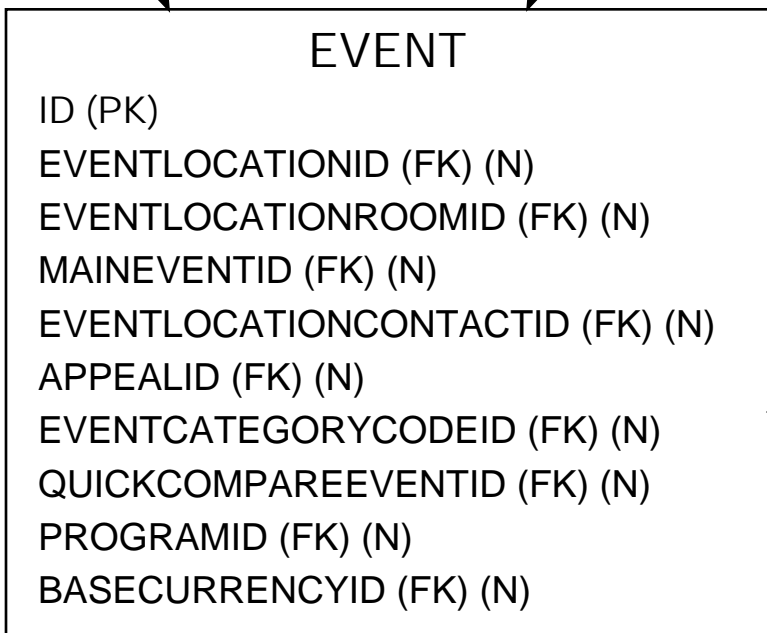 EVENT
ID (PK)
EVENTLOCATIONID (FK) (N)
EVENTLOCATIONROOMID (FK) (N)
MAINEVENTID (FK) (N)
EVENTLOCATIONCONTACTID (FK) (N)
APPEALID (FK) (N)
EVENTCATEGORYCODEID (FK) (N)
QUICKCOMPAREEVENTID (FK) (N)
PROGRAMID (FK) (N)
BASECURRENCYID (FK) (N)